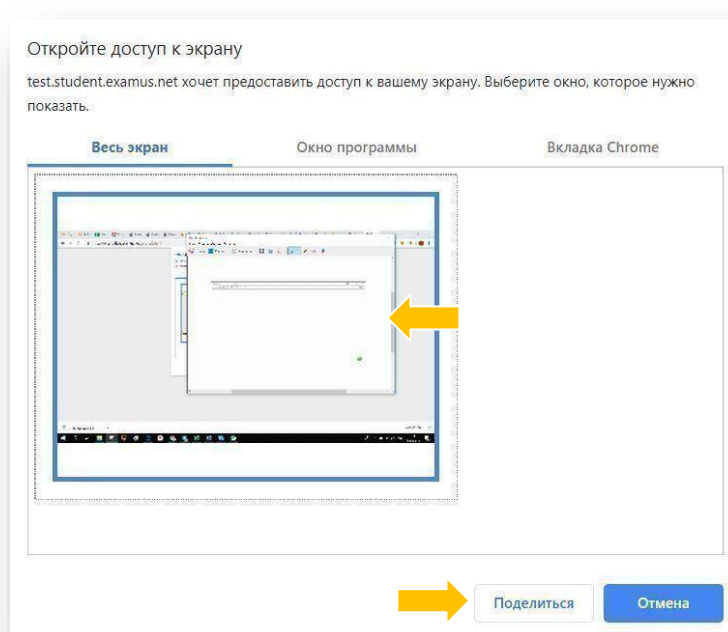 Откройте доступ к экрану
test.student.examus.net хочет предоставить доступ к вашему экрану. Выберите окно, которое нужно
показать.
Весь экран Окно программы Вкладка Chrome
Поделиться Отмена